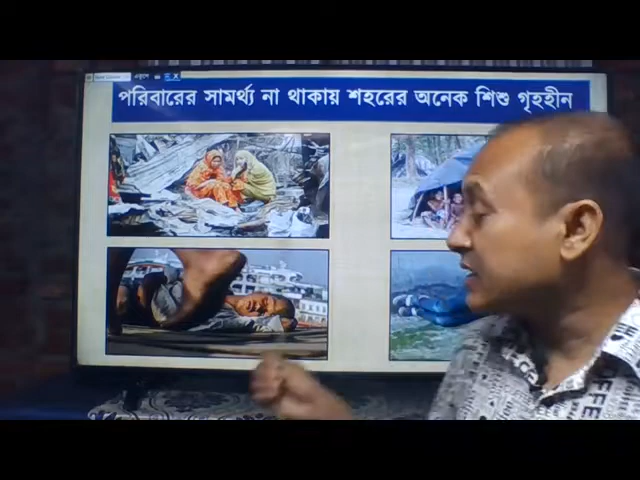 পরিবারের সামর্থ্য না থাকায় শহরের অনেক শিশু গৃহহীন